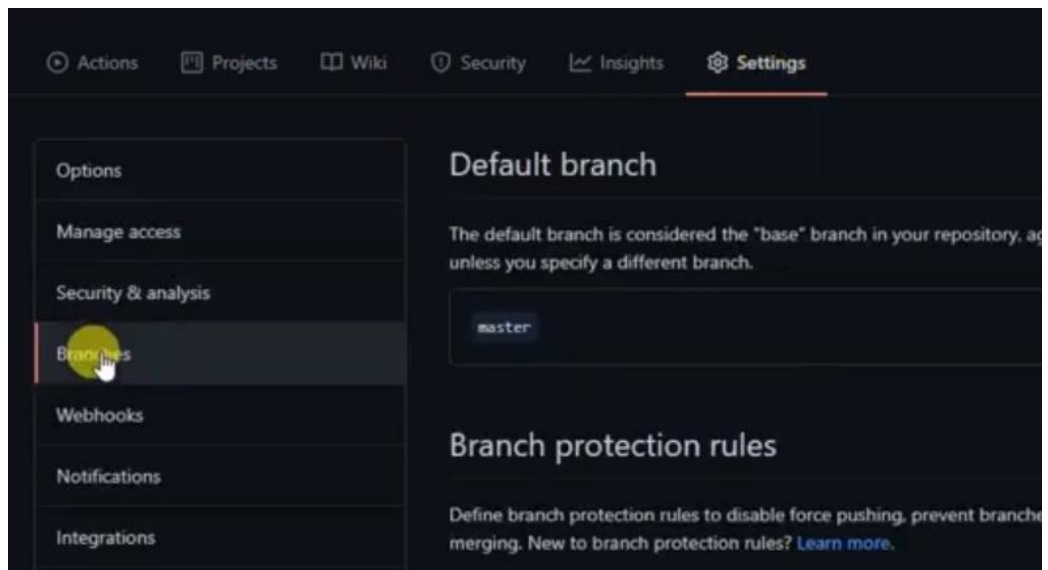 Actions Projects Wiki Security Insights Settings
Options
Manage access
Security & analysis
Branches
Webhooks
Notifications
Integrations
Default branch
The default branch is considered the "base" branch in your repository,
unless you specify a different branch.
master
Branch protection rules
Define branch protection rules to disable force pushing, prevent
merging. New to branch protection rules? Learn more.